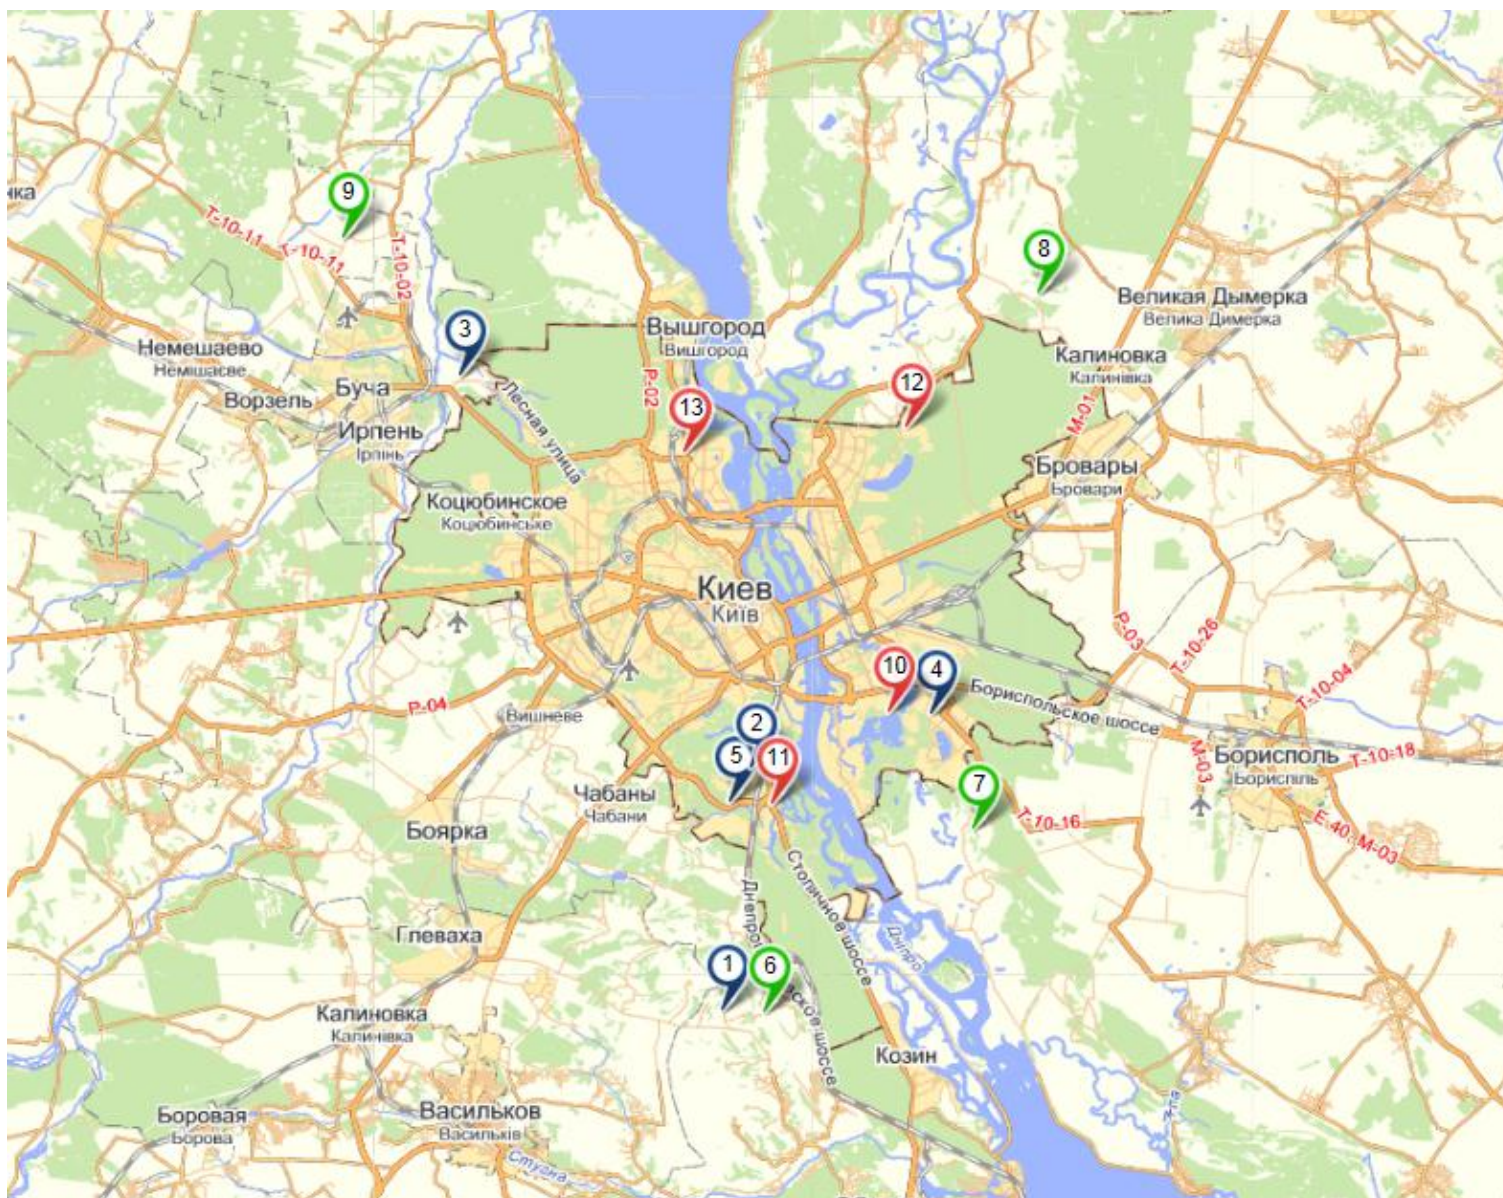 нка
9
Т-10-11
Т-10-11
Т-10-02
8
Великая Дымерка
Велика Димерка
3
Вышгород
Вишгород
Немешаево
Немішаєве
Калиновка
Калинівка
Буча
Ворзель
Лесная улица
Р-02
13
12
М-01
Ирпень
Ірпінь
Бровары
Бровари
Коцюбинское
Коцюбинське
Киев
Київ
Р-03
Т-10-26
10
4
Бориспольское шоссе
Т-10-04
Р-04
Вишневе
2
5
11
М-03
Борисполь
Бориспіль
Т-10-18
7
Чабаны
Чабани
Т-10-16
Е 40, М-03
Боярка
Столичное шоссе
Глеваха
Дніпро
1
6
Калиновка
Калинівка
Козин
Боровая
Борова
Васильков
Васильків
Стугна